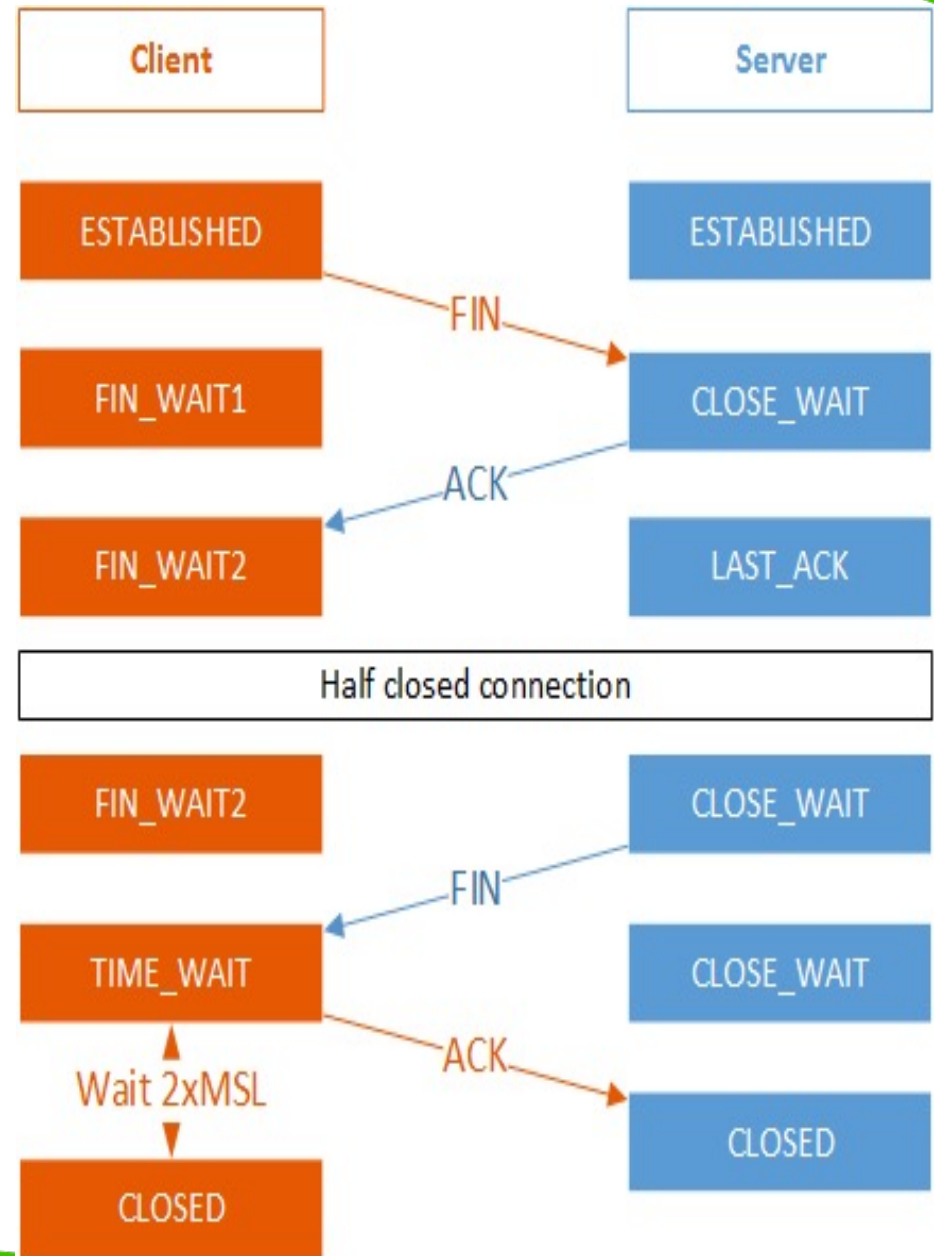 Client
Server
ESTABLISHED
ESTABLISHED
FIN
FIN_WAIT1
CLOSE_WAIT
ACK
FIN_WAIT2
LAST_ACK
Half closed connection
FIN_WAIT2
CLOSE_WAIT
FIN
TIME_WAIT
CLOSE_WAIT
ACK
Wait 2xMSL
CLOSED
CLOSED